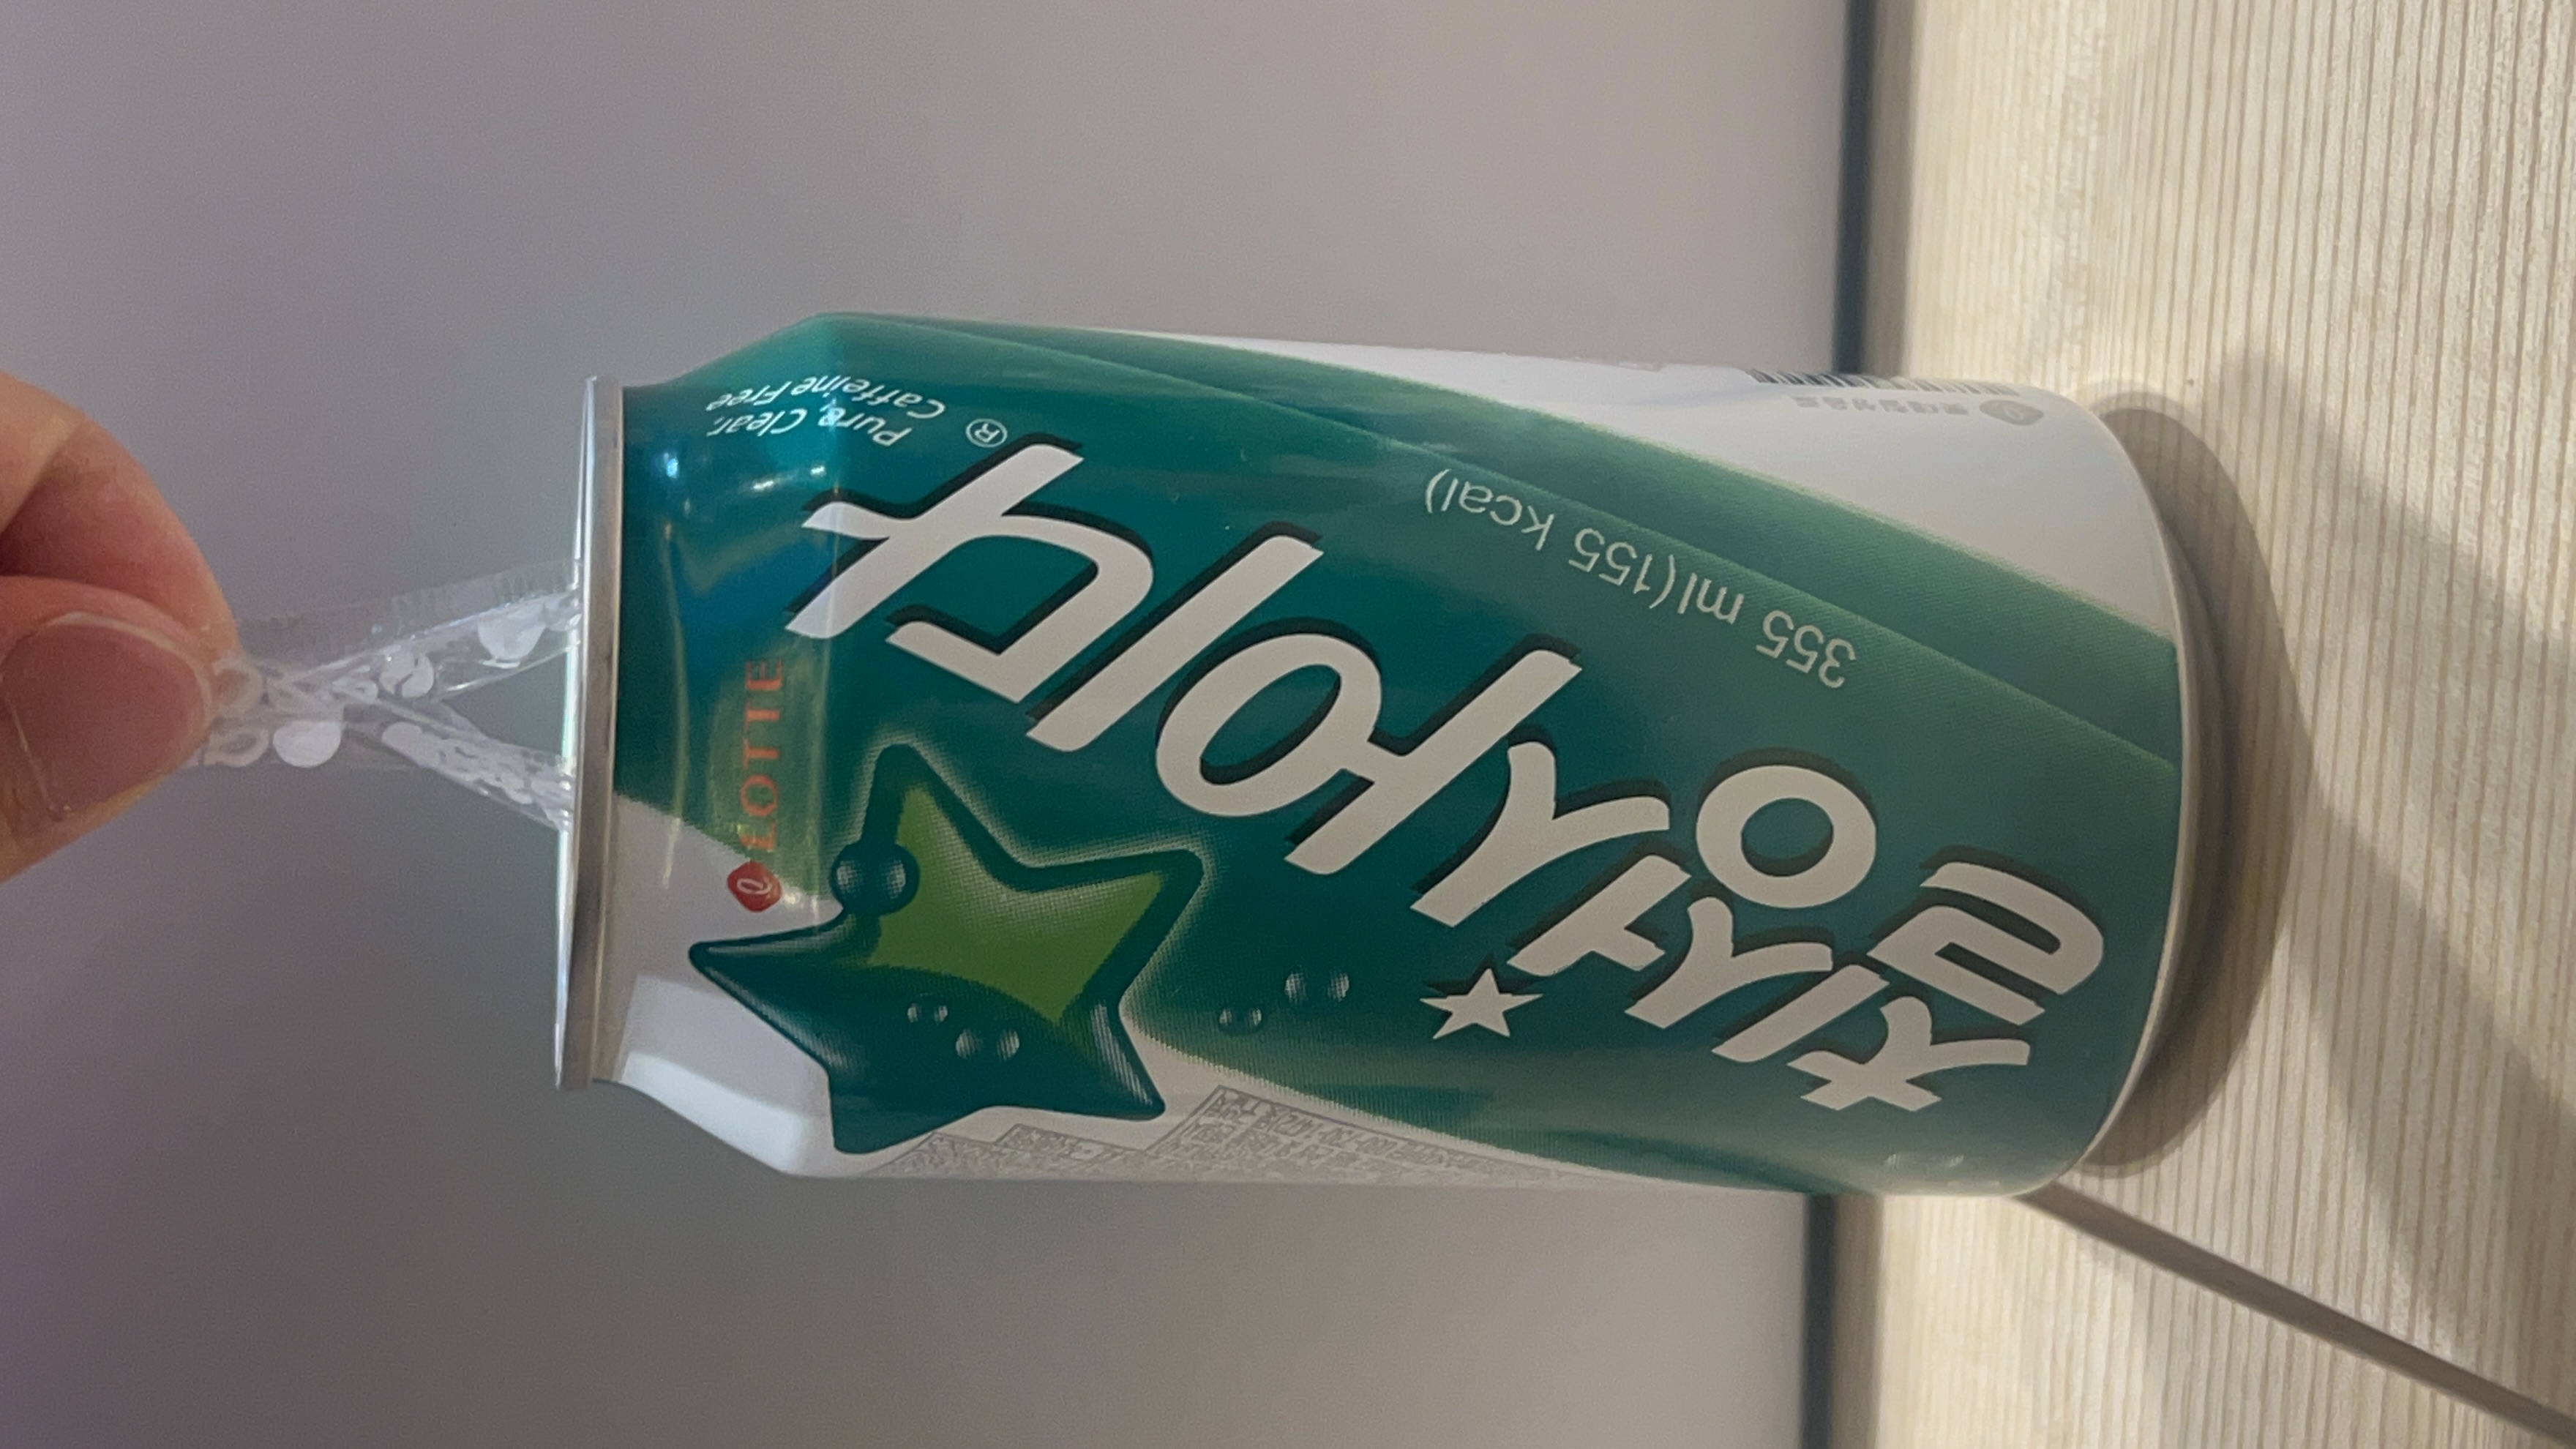 LOTTE
칠성사이다
®
Pure, Clear,
Caffeine Free
355 ml(155 kcal)